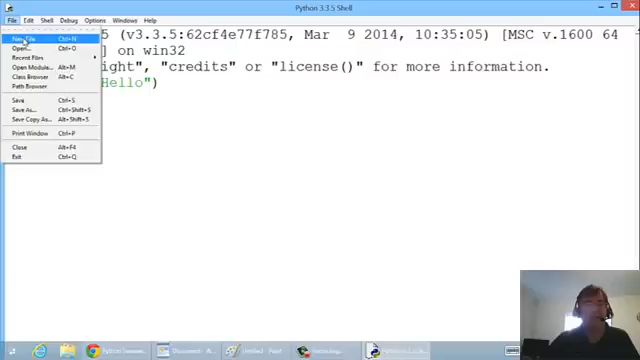 Python 3.3.5 Shell
File Edit Shell Debug Options Windows Help
New File Ctrl+N
Open... Ctrl+O
Recent Files
Open Module... Alt+M
Class Browser Alt+C
Path Browser
Save Ctrl+S
Save As... Ctrl+Shift+S
Save Copy As... Alt+Shift+S
Print Window Ctrl+P
Close Alt+F4
Exit Ctrl+Q
5 (v3.3.5:62cf4e77f785, Mar 9 2014, 10:35:05) [MSC v.1600 64
] on win32
ight", "credits" or "license()" for more information.
Hello")
Document - A...
Untitled - Paint